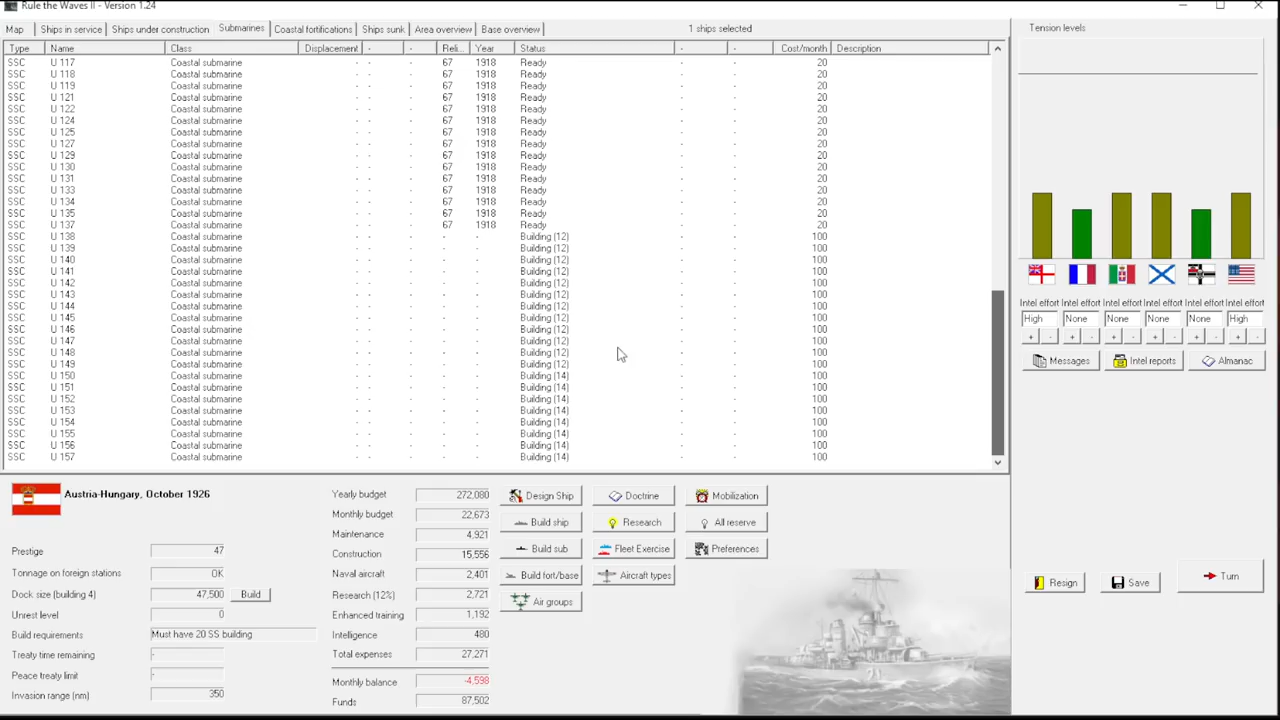 Rule the Waves II - Version 1.24
Map Ships in service Ships under construction Submarines Coastal fortifications Ships sunk Area overview Base overview 1 ships selected Tension levels
Type Name Class Displacement - - Reli... Year Status - - Cost/month Description
SSC U 117 Coastal submarine - - - 67 1918 Ready - - 20
SSC U 118 Coastal submarine - - - 67 1918 Ready - - 20
SSC U 119 Coastal submarine - - - 67 1918 Ready - - 20
SSC U 121 Coastal submarine - - - 67 1918 Ready - - 20
SSC U 122 Coastal submarine - - - 67 1918 Ready - - 20
SSC U 124 Coastal submarine - - - 67 1918 Ready - - 20
SSC U 125 Coastal submarine - - - 67 1918 Ready - - 20
SSC U 127 Coastal submarine - - - 67 1918 Ready - - 20
SSC U 129 Coastal submarine - - - 67 1918 Ready - - 20
SSC U 130 Coastal submarine - - - 67 1918 Ready - - 20
SSC U 131 Coastal submarine - - - 67 1918 Ready - - 20
SSC U 133 Coastal submarine - - - 67 1918 Ready - - 20
SSC U 134 Coastal submarine - - - 67 1918 Ready - - 20
SSC U 135 Coastal submarine - - - 67 1918 Ready - - 20
SSC U 137 Coastal submarine - - - 67 1918 Ready - - 20
SSC U 138 Coastal submarine - - - - - Building (12) - - 100
SSC U 139 Coastal submarine - - - - - Building (12) - - 100
SSC U 140 Coastal submarine - - - - - Building (12) - - 100
SSC U 141 Coastal submarine - - - - - Building (12) - - 100
SSC U 142 Coastal submarine - - - - - Building (12) - - 100
SSC U 143 Coastal submarine - - - - - Building (12) - - 100
SSC U 144 Coastal submarine - - - - - Building (12) - - 100
SSC U 145 Coastal submarine - - - - - Building (12) - - 100
SSC U 146 Coastal submarine - - - - - Building (12) - - 100
SSC U 147 Coastal submarine - - - - - Building (12) - - 100
SSC U 148 Coastal submarine - - - - - Building (12) - - 100
SSC U 149 Coastal submarine - - - - - Building (12) - - 100
SSC U 150 Coastal submarine - - - - - Building (14) - - 100
SSC U 151 Coastal submarine - - - - - Building (14) - - 100
SSC U 152 Coastal submarine - - - - - Building (14) - - 100
SSC U 153 Coastal submarine - - - - - Building (14) - - 100
SSC U 154 Coastal submarine - - - - - Building (14) - - 100
SSC U 155 Coastal submarine - - - - - Building (14) - - 100
SSC U 156 Coastal submarine - - - - - Building (14) - - 100
SSC U 157 Coastal submarine - - - - - Building (14) - - 100
Intel effort Intel effort Intel effort Intel effort Intel effort Intel effort
High None None None None High
+ - + - + - + - + - + -
Messages Intel reports Almanac
Austria-Hungary, October 1926
Prestige 47
Tonnage on foreign stations OK
Dock size (building 4) 47,500 Build
Unrest level 0
Build requirements Must have 20 SS building
Treaty time remaining -
Peace treaty limit -
Invasion range (nm) 350
Yearly budget 272,080
Monthly budget 22,673
Maintenance 4,921
Construction 15,556
Naval aircraft 2,401
Research (12%) 2,721
Enhanced training 1,192
Intelligence 480
Total expenses 27,271
Monthly balance -4,598
Funds 87,502
Design Ship Doctrine Mobilization
Build ship Research All reserve
Build sub Fleet Exercise Preferences
Build fort/base Aircraft types
Air groups
Resign Save Turn